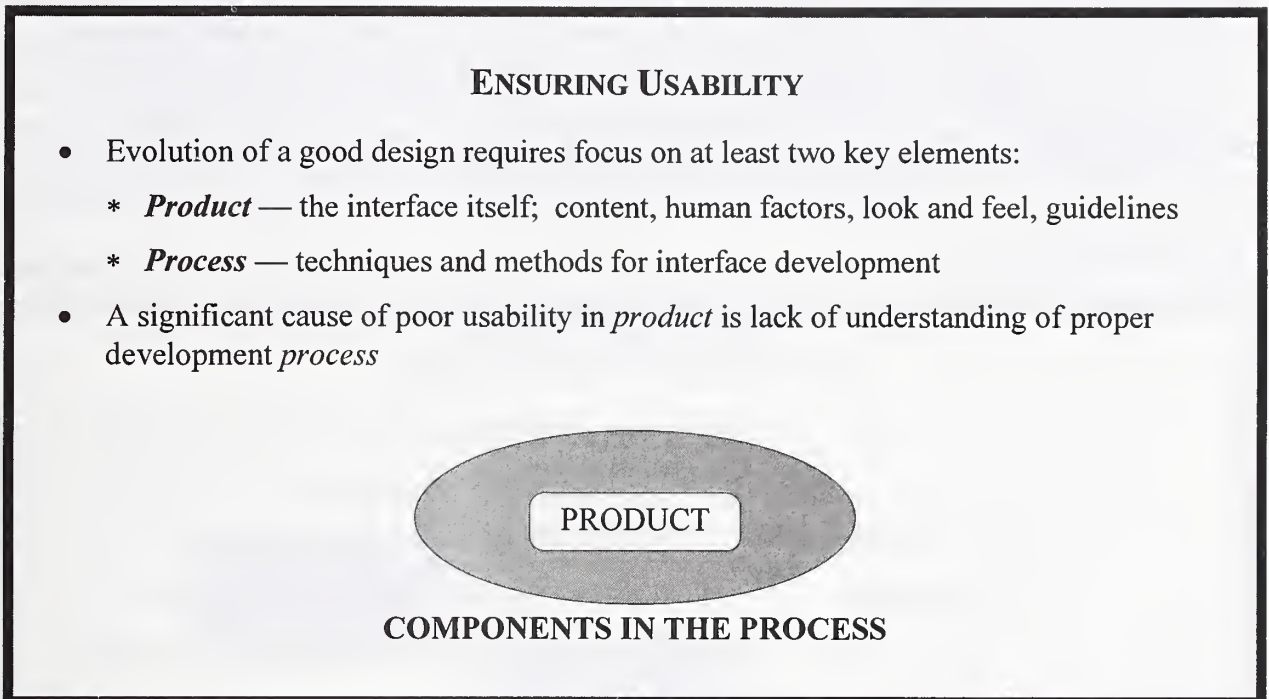 ENSURING USABILITY
• Evolution of a good design requires focus on at least two key elements:
* Product — the interface itself; content, human factors, look and feel, guidelines
* Process — techniques and methods for interface development
• A significant cause of poor usability in product is lack of understanding of proper
development process
PRODUCT
COMPONENTS IN THE PROCESS